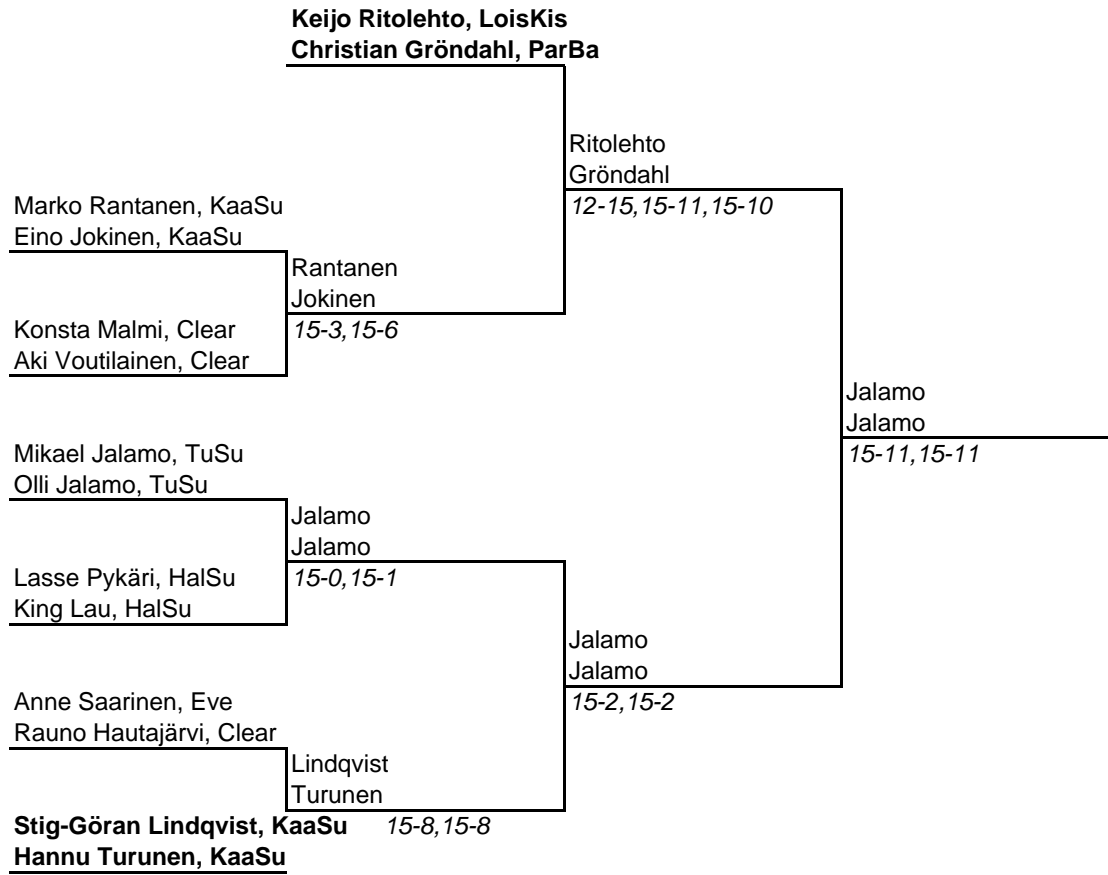 Keijo Ritolehto, LoisKis
Christian Gröndahl, ParBa
Ritolehto
Gröndahl
12-15,15-11,15-10
Marko Rantanen, KaaSu
Eino Jokinen, KaaSu
Rantanen
Jokinen
15-3,15-6
Konsta Malmi, Clear
Aki Voutilainen, Clear
Jalamo
Jalamo
15-11,15-11
Mikael Jalamo, TuSu
Olli Jalamo, TuSu
Jalamo
Jalamo
15-0,15-1
Lasse Pykäri, HalSu
King Lau, HalSu
Jalamo
Jalamo
15-2,15-2
Anne Saarinen, Eve
Rauno Hautajärvi, Clear
Lindqvist
Turunen
Stig-Göran Lindqvist, KaaSu 15-8,15-8
Hannu Turunen, KaaSu